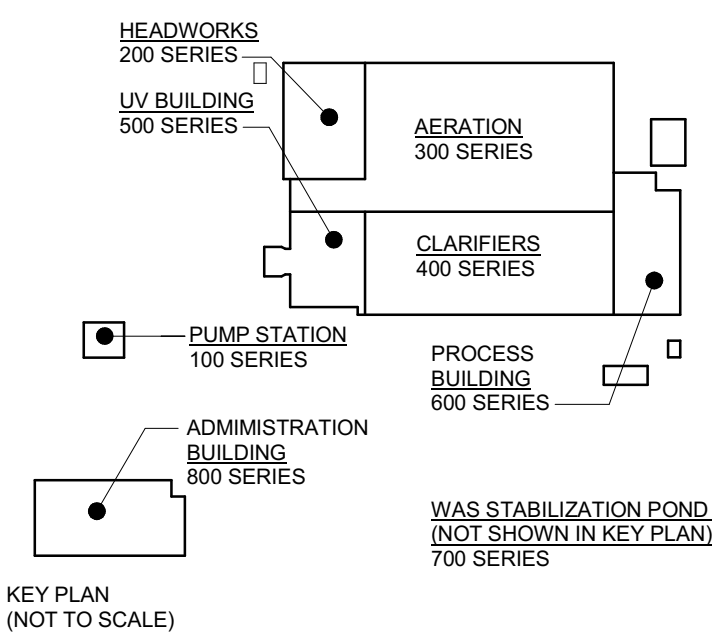 HEADWORKS
200 SERIES
UV BUILDING
500 SERIES
AERATION
300 SERIES
CLARIFIERS
400 SERIES
PUMP STATION
100 SERIES
PROCESS
BUILDING
600 SERIES
ADMIMISTRATION
BUILDING
800 SERIES
WAS STABILIZATION POND
(NOT SHOWN IN KEY PLAN)
700 SERIES
KEY PLAN
(NOT TO SCALE)